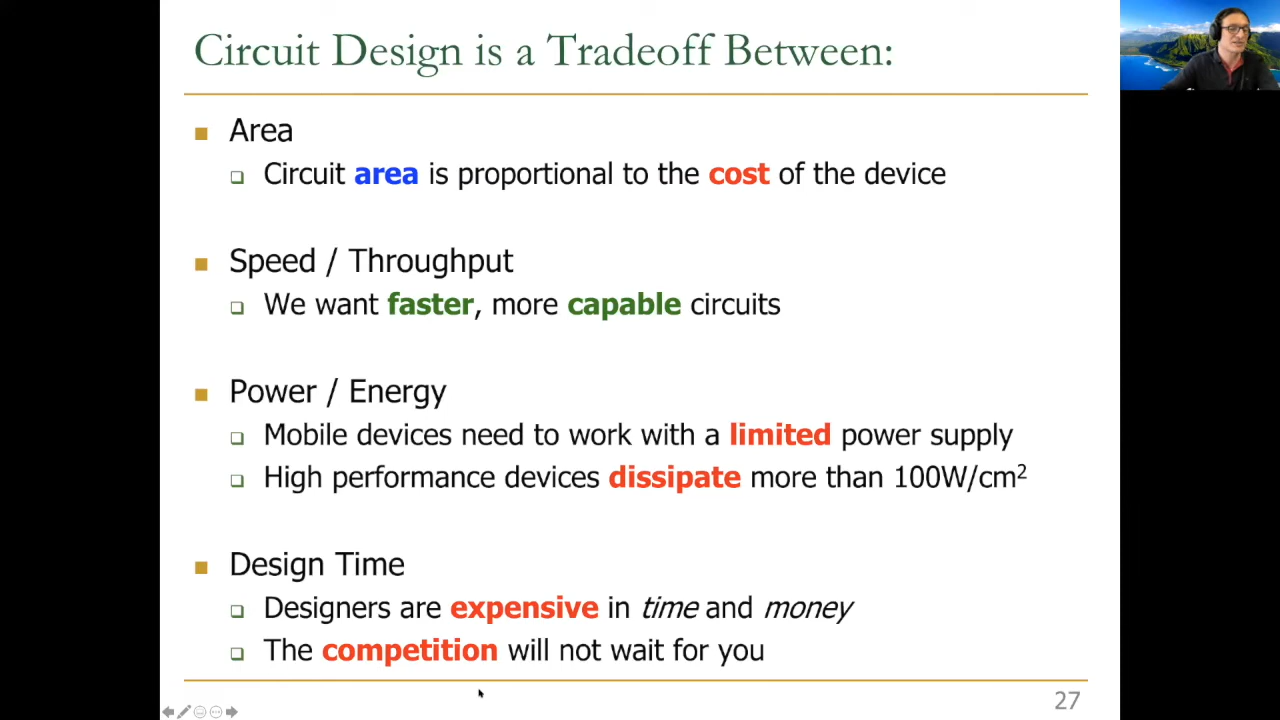 Circuit Design is a Tradeoff Between:
Area
Circuit area is proportional to the cost of the device
Speed / Throughput
We want faster, more capable circuits
Power / Energy
Mobile devices need to work with a limited power supply
High performance devices dissipate more than 100W/cm²
Design Time
Designers are expensive in time and money
The competition will not wait for you
27